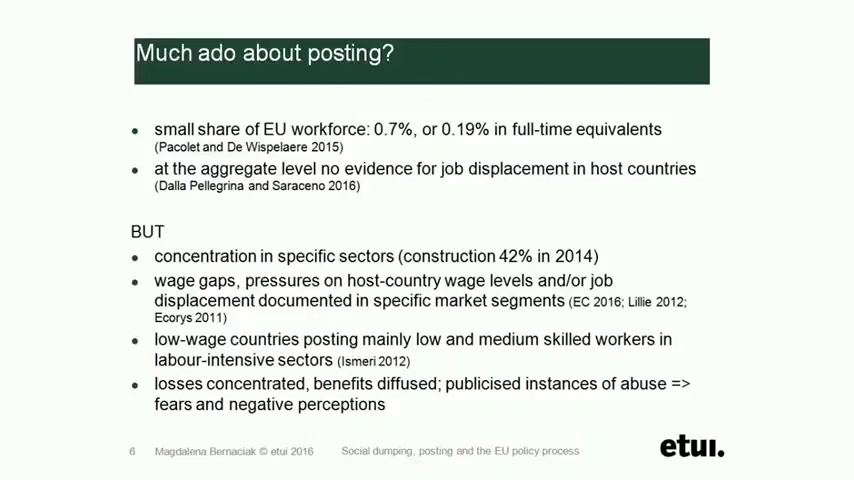 Much ado about posting?
small share of EU workforce: 0.7%, or 0.19% in full-time equivalents
(Pacolet and De Wispelaere 2015)
at the aggregate level no evidence for job displacement in host countries
(Dalla Pellegrina and Saraceno 2016)
BUT
concentration in specific sectors (construction 42% in 2014)
wage gaps, pressures on host-country wage levels and/or job
displacement documented in specific market segments (EC 2016; Lillie 2012;
Ecorys 2011)
low-wage countries posting mainly low and medium skilled workers in
labour-intensive sectors (Ismeri 2012)
losses concentrated, benefits diffused; publicised instances of abuse =>
fears and negative perceptions
6 Magdalena Bernaciak © etui 2016 Social dumping, posting and the EU policy process
etui.